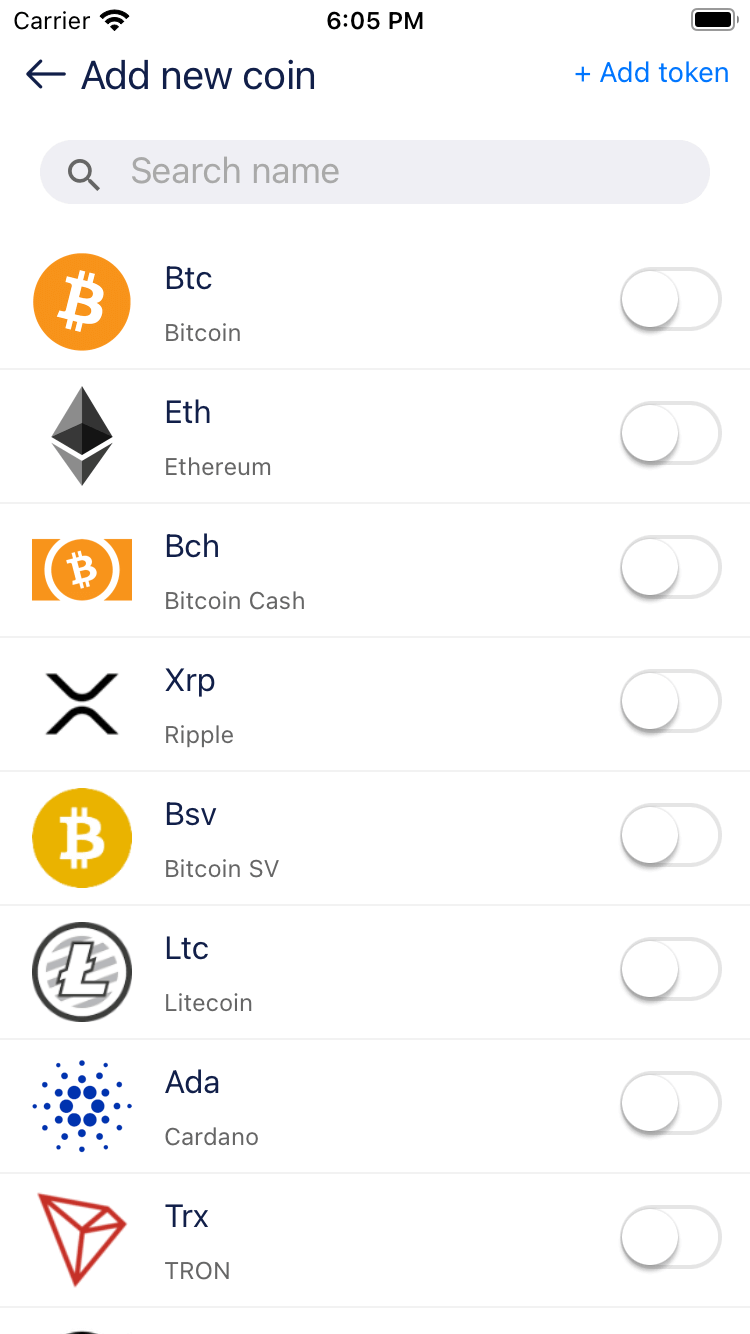 Carrier 6:05 PM
Add new coin + Add token
Search name
Btc
Bitcoin
Eth
Ethereum
Bch
Bitcoin Cash
Xrp
Ripple
Bsv
Bitcoin SV
Ltc
Litecoin
Ada
Cardano
Trx
TRON